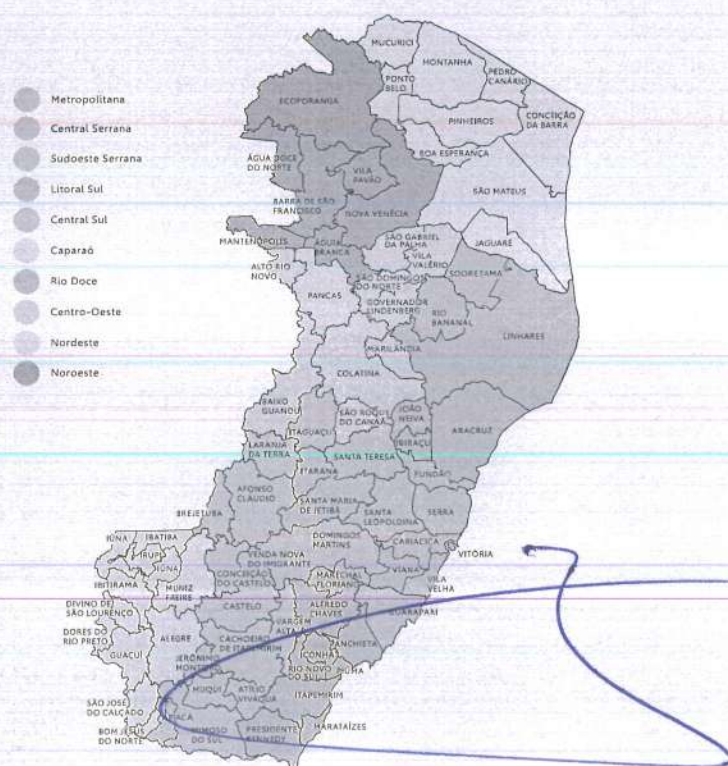 Metropolitana
Central Serrana
Sudoeste Serrana
Litoral Sul
Central Sul
Caparaó
Rio Doce
Centro-Oeste
Nordeste
Noroeste
MUCURICI
MONTANHA
PEDRO
CANÁRIO
PONTO
BELO
ECOPORANGA
PINHEIROS
CONCEIÇÃO
DA BARRA
BOA ESPERANÇA
ÁGUA DOCE
DO NORTE
VILA
PAVÃO
SÃO MATEUS
BARRA DE SÃO
FRANCISCO
NOVA VENÉCIA
MANTENÓPOLIS
ÁGUIA
BRANCA
SÃO GABRIEL
DA PALHA
JAGUARÉ
VILA
VALÉRIO
ALTO RIO
NOVO
SOORETAMA
SÃO DOMINGOS
DO NORTE
PANCAS
GOVERNADOR
LINDENBERG
RIO
BANANAL
LINHARES
MARILÂNDIA
COLATINA
BAIXO
GUANDU
SÃO ROQUE
DO CANAÃ
JOÃO
NEIVA
ARACRUZ
ITAGUAÇU
IBIRAÇU
LARANJA
DA TERRA
SANTA TERESA
ITARANA
FUNDÃO
AFONSO
CLAUDIO
SANTA MARIA
DE JETIBÁ
SANTA
LEOPOLDINA
SERRA
BREJETUBA
IÚNA
IBATIBA
DOMINGOS
MARTINS
CARIACICA
VITÓRIA
IRUPI
IÚNA
VENDA NOVA
DO IMIGRANTE
VIANA
IBITIRAMA
MUNIZ
FREIRE
CONCEIÇÃO
DO CASTELO
MARECHAL
FLORIANO
VILA
VELHA
DIVINO DE
SÃO LOURENÇO
CASTELO
ALFREDO
CHAVES
GUARAPARI
DORES DO
RIO PRETO
ALEGRE
VARGEM
ALTA
CACHOEIRO
DE ITAPEMIRIM
ANCHIETA
GUAÇUÍ
JERÔNIMO
MONTEIRO
ICONHA
RIO NOVO
DO SUL
PIÚMA
MUQUI
ATÍLIO
VIVÁQUA
ITAPEMIRIM
SÃO JOSÉ
DO CALÇADO
APIACÁ
BOM JESUS
DO NORTE
MIMOSO
DO SUL
PRESIDENTE
KENNEDY
MARATAÍZES